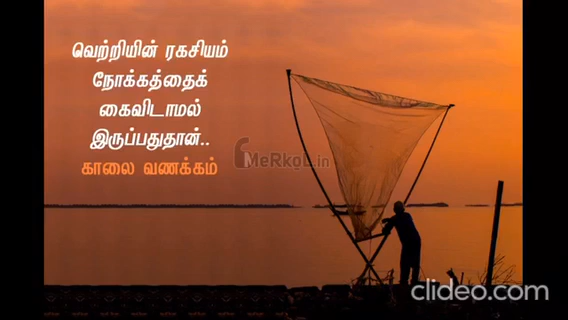 வெற்றியின் ரகசியம்
நோக்கத்தைக்
கைவிடாமல்
இருப்பதுதான்..
காலை வணக்கம்
MeRkoL.in
clideo.com